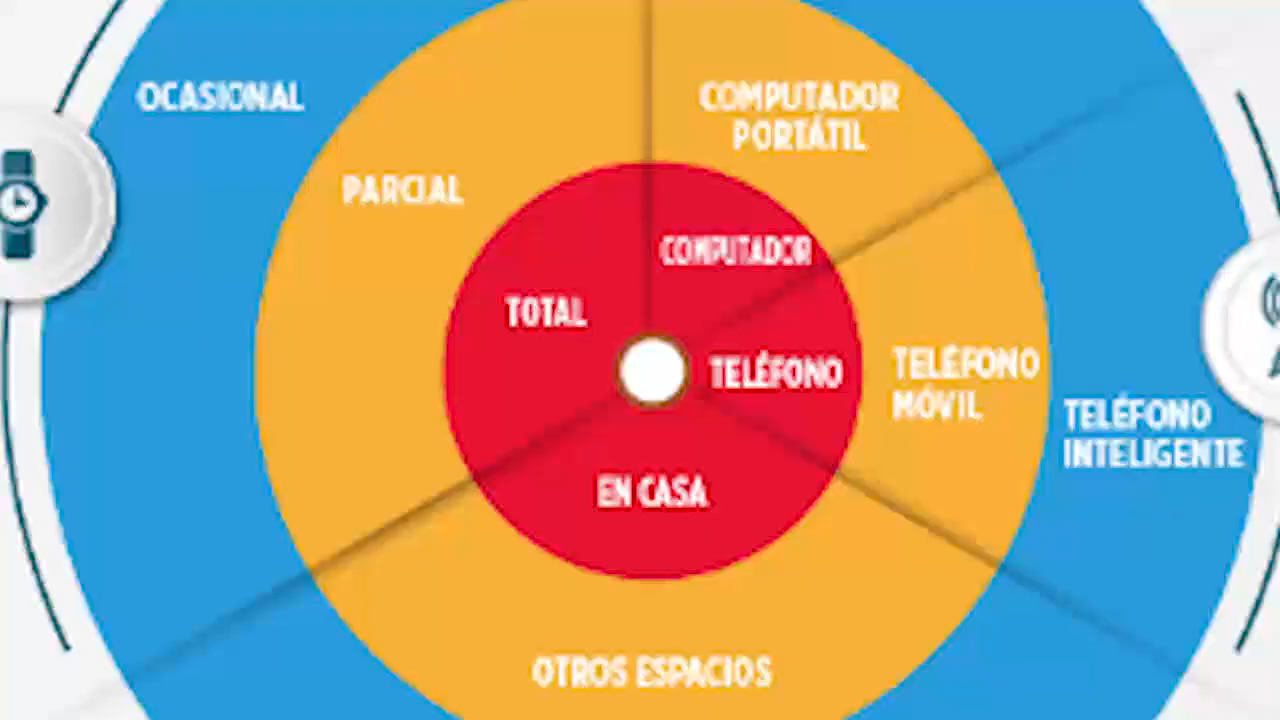 OCASIONAL
COMPUTADOR
PORTÁTIL
PARCIAL
COMPUTADOR
TOTAL
TELÉFONO
TELÉFONO
MÓVIL
TELÉFONO
INTELIGENTE
EN CASA
OTROS ESPACIOS